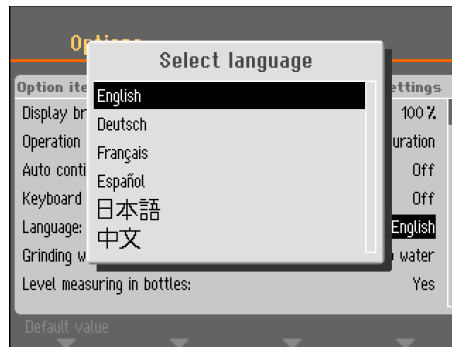 Options
Select language
English
Deutsch
Français
Español
日本語
中文
Option ite
ettings
Display br
100 %
Operation
uration
Auto conti
Off
Keyboard
Off
Language:
English
Grinding w
water
Level measuring in bottles:
Yes
Default value